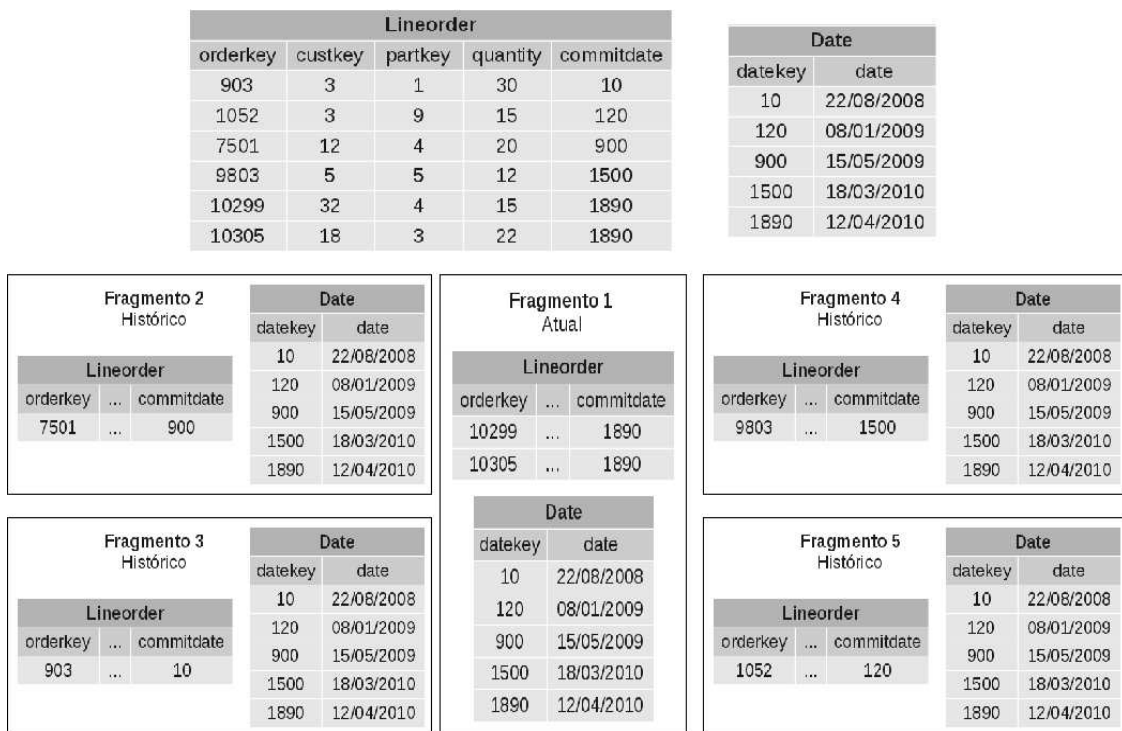 Lineorder
orderkey custkey partkey quantity commitdate
903 3 1 30 10
1052 3 9 15 120
7501 12 4 20 900
9803 5 5 12 1500
10299 32 4 15 1890
10305 18 3 22 1890
Date
datekey date
10 22/08/2008
120 08/01/2009
900 15/05/2009
1500 18/03/2010
1890 12/04/2010
Fragmento 2
Histórico
Lineorder
orderkey ... commitdate
7501 ... 900
Date
datekey date
10 22/08/2008
120 08/01/2009
900 15/05/2009
1500 18/03/2010
1890 12/04/2010
Fragmento 1
Atual
Lineorder
orderkey ... commitdate
10299 ... 1890
10305 ... 1890
Date
datekey date
10 22/08/2008
120 08/01/2009
900 15/05/2009
1500 18/03/2010
1890 12/04/2010
Fragmento 4
Histórico
Lineorder
orderkey ... commitdate
9803 ... 1500
Date
datekey date
10 22/08/2008
120 08/01/2009
900 15/05/2009
1500 18/03/2010
1890 12/04/2010
Fragmento 3
Histórico
Lineorder
orderkey ... commitdate
903 ... 10
Date
datekey date
10 22/08/2008
120 08/01/2009
900 15/05/2009
1500 18/03/2010
1890 12/04/2010
Fragmento 5
Histórico
Lineorder
orderkey ... commitdate
1052 ... 120
Date
datekey date
10 22/08/2008
120 08/01/2009
900 15/05/2009
1500 18/03/2010
1890 12/04/2010